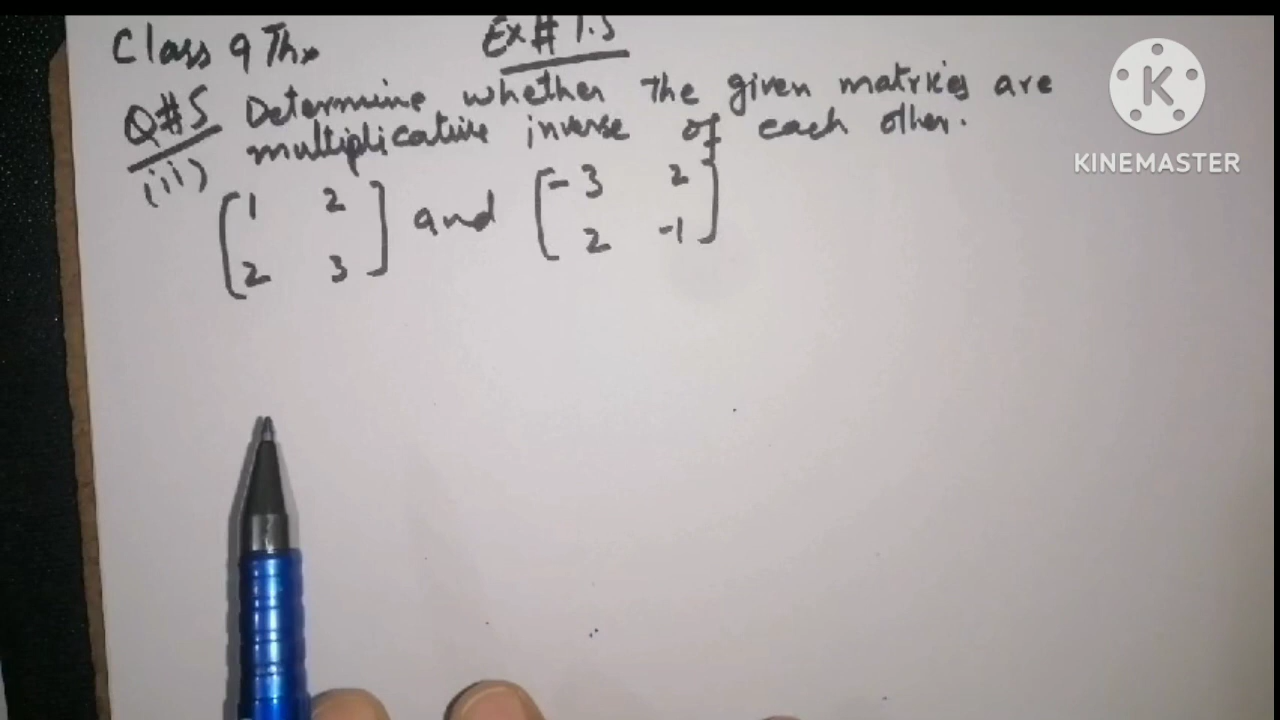 Class 9Th Ex# 1.5
Q#5 Determine whether the given matrices are
multiplicative inverse of each other.
(ii)
[1 2] and [-3 2]
[2 3] [2 -1]
K
KINEMASTER